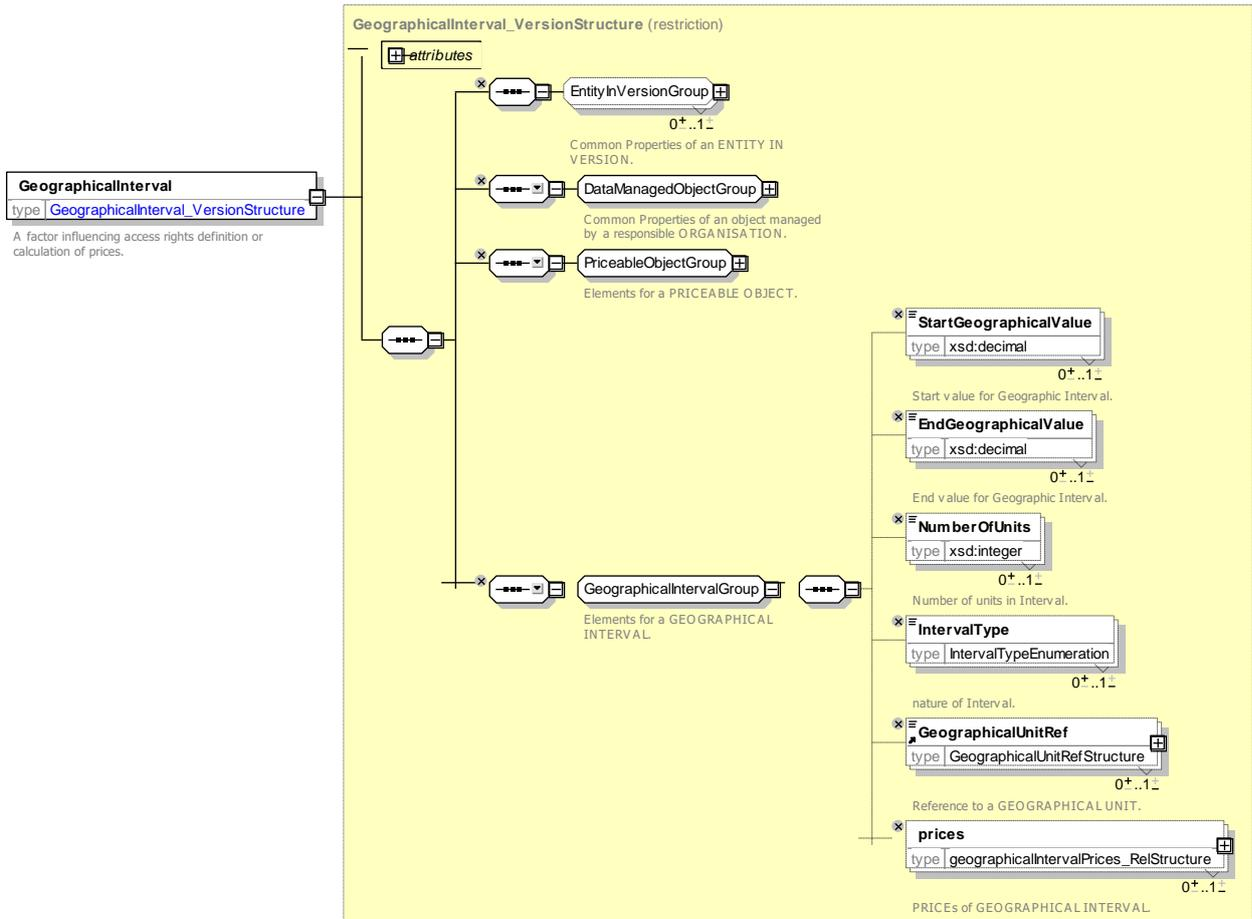 GeographicalInterval_VersionStructure (restriction)
attributes
EntityInVersionGroup
0..1
Common Properties of an ENTITY IN
VERSION.
GeographicalInterval
type GeographicalInterval_VersionStructure
A factor influencing access rights definition or
calculation of prices.
DataManagedObjectGroup
Common Properties of an object managed
by a responsible ORGANISATION.
PriceableObjectGroup
Elements for a PRICEABLE OBJECT.
StartGeographicalValue
type xsd:decimal
0..1
Start value for Geographic Interval.
EndGeographicalValue
type xsd:decimal
0..1
End value for Geographic Interval.
NumberOfUnits
type xsd:integer
0..1
Number of units in Interval.
GeographicalIntervalGroup
Elements for a GEOGRAPHICAL
INTERVAL.
IntervalType
type IntervalTypeEnumeration
0..1
nature of Interval.
GeographicalUnitRef
type GeographicalUnitRefStructure
0..1
Reference to a GEOGRAPHICAL UNIT.
prices
type geographicalIntervalPrices_RelStructure
0..1
PRICEs of GEOGRAPHICAL INTERVAL.